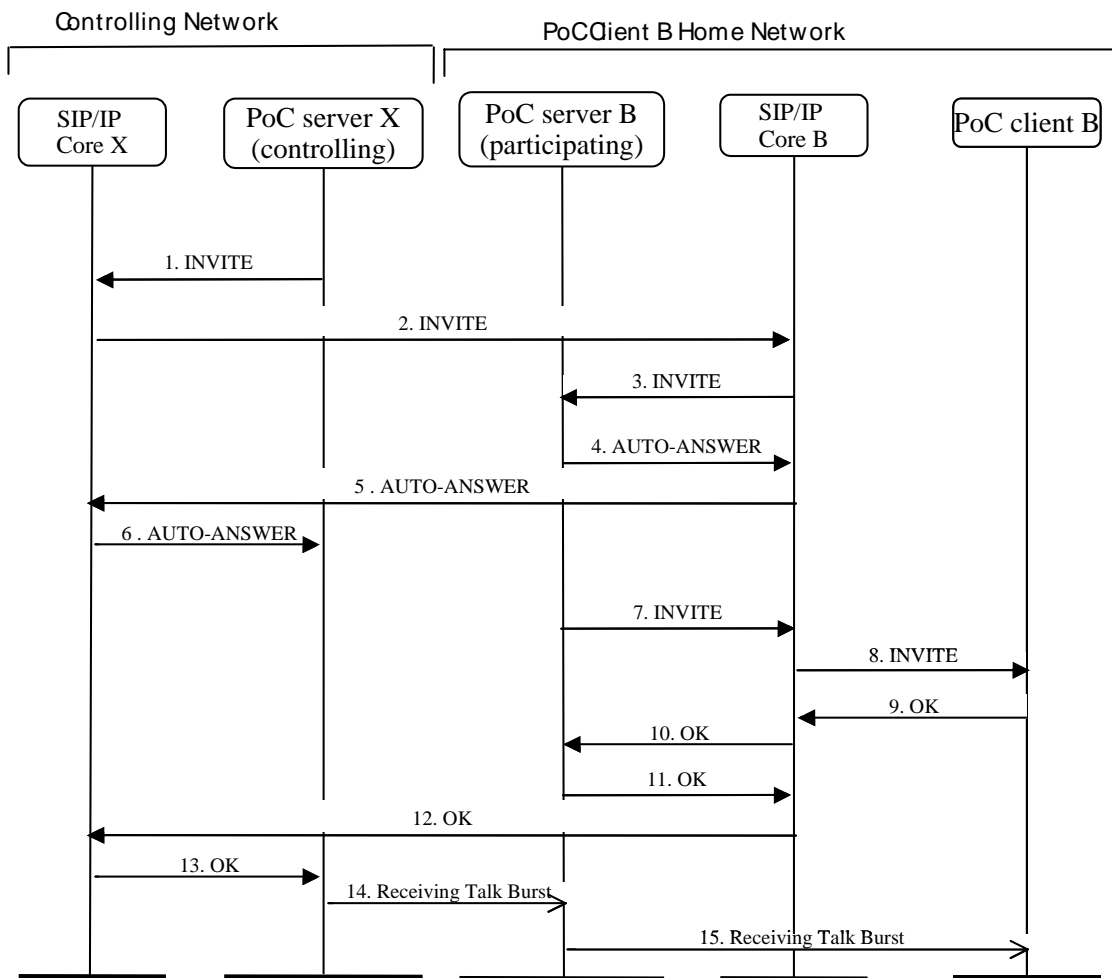 Controlling Network
PoCClient B Home Network
SIP/IP
Core X
PoC server X
(controlling)
PoC server B
(participating)
SIP/IP
Core B
PoC client B
1. INVITE
2. INVITE
3. INVITE
4. AUTO-ANSWER
5 . AUTO-ANSWER
6 . AUTO-ANSWER
7. INVITE
8. INVITE
9. OK
10. OK
11. OK
12. OK
13. OK
14. Receiving Talk Burst
15. Receiving Talk Burst